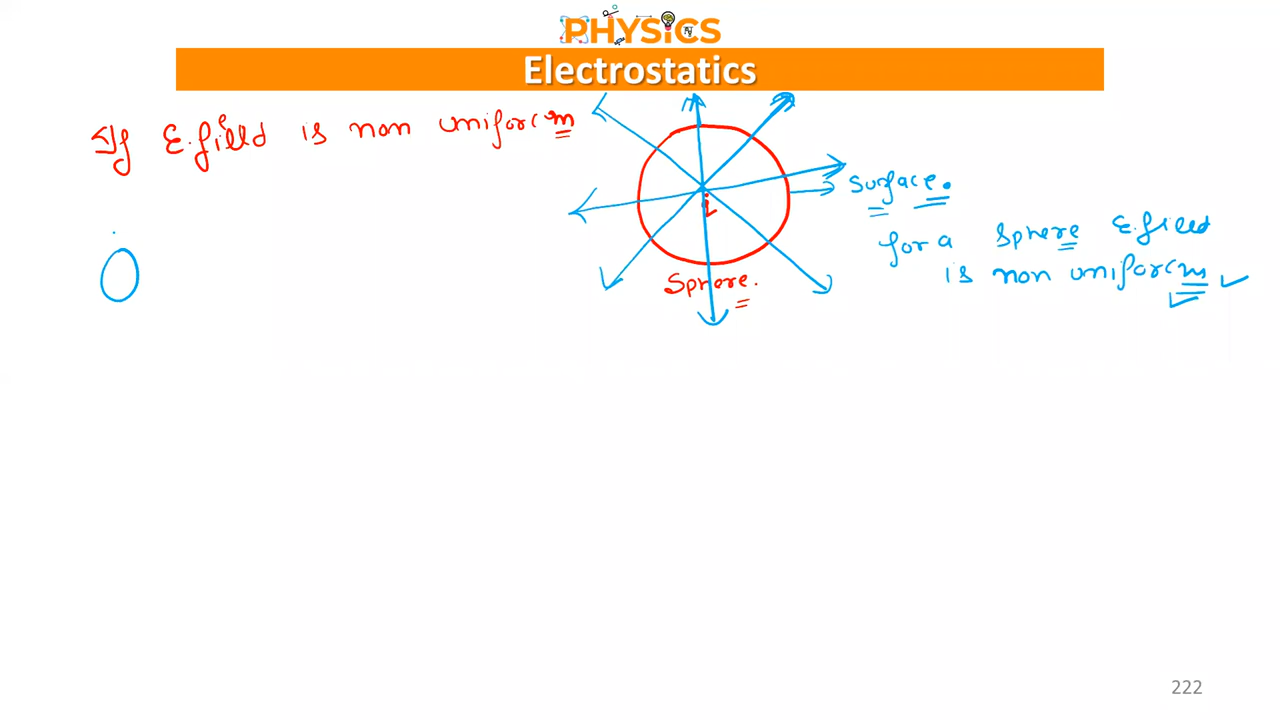 PHYSICS
Electrostatics
If E.field is non uniform
Surface.
for a sphere E.field
is non uniform
Sphere.
222